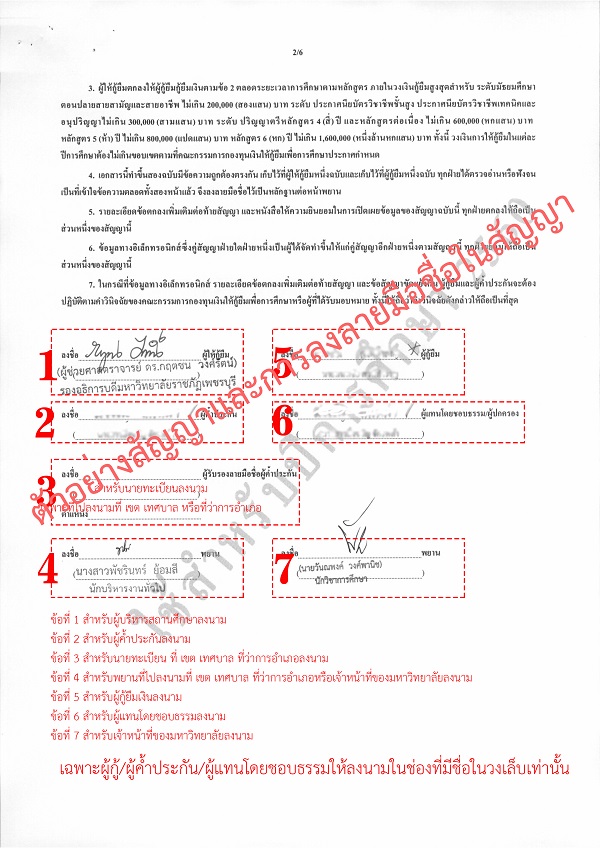 2/6
3. ผู้ให้กู้ยืมตกลงให้ผู้กู้ยืมกู้ยืมเงินตามข้อ 2 ตลอดระยะเวลาการศึกษาตามหลักสูตร ภายในวงเงินกู้ยืมสูงสุดสำหรับ ระดับมัธยมศึกษา
ตอนปลายสายสามัญและสายอาชีพ ไม่เกิน 200,000 (สองแสน) บาท ระดับ ประกาศนียบัตรวิชาชีพชั้นสูง ประกาศนียบัตรวิชาชีพเทคนิคและ
อนุปริญญาไม่เกิน 300,000 (สามแสน) บาท ระดับ ปริญญาตรีหลักสูตร 4 (สี่) ปี และหลักสูตรต่อเนื่อง ไม่เกิน 600,000 (หกแสน) บาท
หลักสูตร 5 (ห้า) ปี ไม่เกิน 800,000 (แปดแสน) บาท หลักสูตร 6 (หก) ปี ไม่เกิน 1,600,000 (หนึ่งล้านหกแสน) บาท ทั้งนี้ วงเงินการให้กู้ยืมในแต่ละ
ปีการศึกษาต้องไม่เกินขอบเขตตามที่คณะกรรมการกองทุนเงินให้กู้ยืมเพื่อการศึกษาประกาศกำหนด
4. เอกสารนี้ทำขึ้นสองฉบับมีข้อความถูกต้องตรงกัน เก็บไว้ที่ผู้ให้กู้ยืมหนึ่งฉบับและเก็บไว้ที่ผู้กู้ยืมหนึ่งฉบับ ทุกฝ่ายได้ตรวจอ่านหรือฟังจน
เป็นที่เข้าใจข้อความตลอดทั้งสองหน้าแล้ว จึงลงลายมือชื่อไว้เป็นหลักฐานต่อหน้าพยาน
5. รายละเอียดข้อตกลงเพิ่มเติมต่อท้ายสัญญา และหนังสือให้ความยินยอมในการเปิดเผยข้อมูลของสัญญาฉบับนี้ ทุกฝ่ายตกลงให้ถือเป็น
ส่วนหนึ่งของสัญญานี้
6. ข้อมูลทางอิเล็กทรอนิกส์ซึ่งคู่สัญญาฝ่ายใดฝ่ายหนึ่งเป็นผู้ได้จัดทำขึ้นให้แก่คู่สัญญาอีกฝ่ายหนึ่งตามสัญญานี้ ทุกฝ่าย
ส่วนหนึ่งของสัญญานี้
7. ในกรณีที่ข้อมูลทางอิเล็กทรอนิกส์ รายละเอียดข้อตกลงเพิ่มเติมต่อท้ายสัญญา และข้อสัญญา ผู้กู้ยืมและผู้ค้ำประกันจะต้อง
ปฏิบัติตามคำวินิจฉัยของคณะกรรมการกองทุนเงินให้กู้ยืมเพื่อการศึกษาหรือผู้ที่ได้รับมอบหมาย ให้ถือเป็นที่สุด
ตัวอย่างสัญญาและการลงลายมือชื่อในสัญญา
1
ลงชื่อ ผู้ให้กู้ยืม
(ผู้ช่วยศาสตราจารย์ ดร.กฤตชน วงศ์รัตน์)
รองอธิการบดีมหาวิทยาลัยราชภัฏเพชรบุรี
5
ลงชื่อ ผู้กู้ยืม
2
ลงชื่อ ผู้ค้ำประกัน
6
ลงชื่อ ผู้แทนโดยชอบธรรม/ผู้ปกครอง
3
ลงชื่อ ผู้รับรองลายมือชื่อผู้ค้ำประกัน
สำหรับนายทะเบียนลงนาม
ตำแหน่ง ที่ไปลงนามที่ เขต เทศบาล หรือที่ว่าการอำเภอ
4
ลงชื่อ พยาน
(นางสาวพัชรินทร์ ย้อมสี)
นักบริหารงานทั่วไป
7
ลงชื่อ พยาน
(นายวันณพงค์ วงศ์พานิช)
นักวิชาการศึกษา
ข้อที่ 1 สำหรับผู้บริหารสถานศึกษาลงนาม
ข้อที่ 2 สำหรับผู้ค้ำประกันลงนาม
ข้อที่ 3 สำหรับนายทะเบียน ที่ เขต เทศบาล ที่ว่าการอำเภอลงนาม
ข้อที่ 4 สำหรับพยานที่ไปลงนามที่ เขต เทศบาล ที่ว่าการอำเภอหรือเจ้าหน้าที่ของมหาวิทยาลัยลงนาม
ข้อที่ 5 สำหรับผู้กู้ยืมเงินลงนาม
ข้อที่ 6 สำหรับผู้แทนโดยชอบธรรมลงนาม
ข้อที่ 7 สำหรับเจ้าหน้าที่ของมหาวิทยาลัยลงนาม
เฉพาะผู้กู้/ผู้ค้ำประกัน/ผู้แทนโดยชอบธรรมให้ลงนามในช่องที่มีชื่อในวงเล็บเท่านั้น